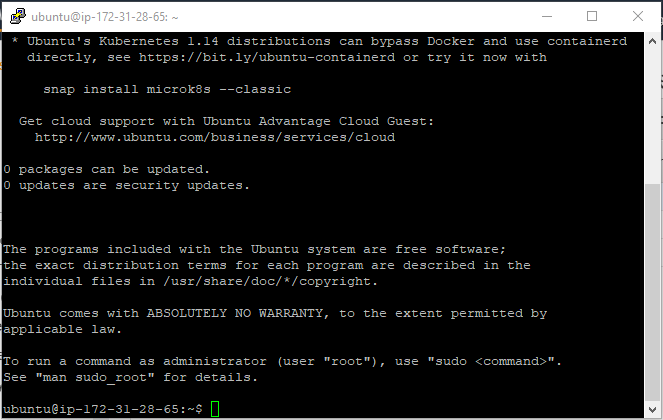 ubuntu@ip-172-31-28-65: ~
* Ubuntu's Kubernetes 1.14 distributions can bypass Docker and use containerd
directly, see https://bit.ly/ubuntu-containerd or try it now with
snap install microk8s --classic
Get cloud support with Ubuntu Advantage Cloud Guest:
http://www.ubuntu.com/business/services/cloud
0 packages can be updated.
0 updates are security updates.
The programs included with the Ubuntu system are free software;
the exact distribution terms for each program are described in the
individual files in /usr/share/doc/*/copyright.
Ubuntu comes with ABSOLUTELY NO WARRANTY, to the extent permitted by
applicable law.
To run a command as administrator (user "root"), use "sudo <command>".
See "man sudo_root" for details.
ubuntu@ip-172-31-28-65:~$